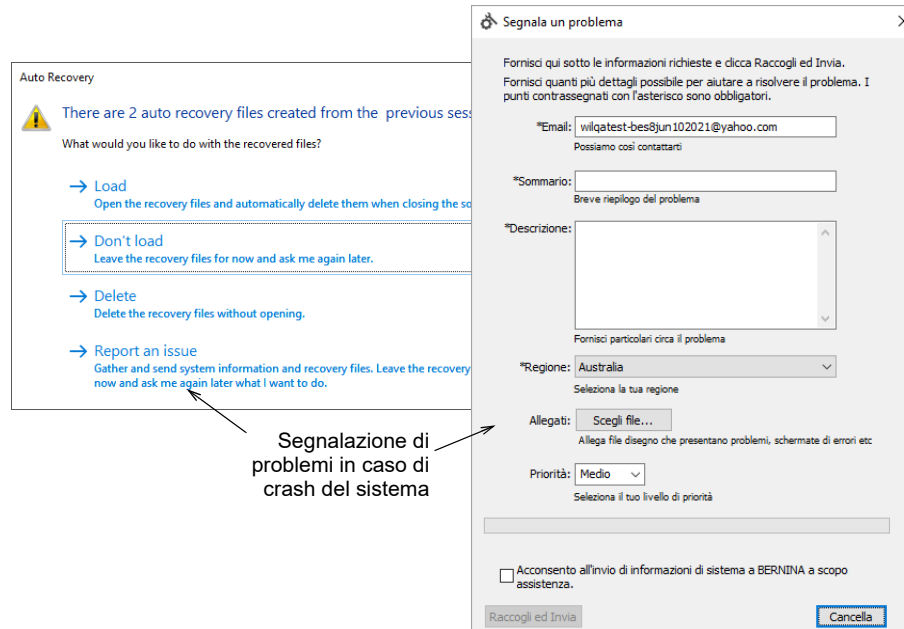 Auto Recovery
There are 2 auto recovery files created from the previous sess
What would you like to do with the recovered files?
Load
Open the recovery files and automatically delete them when closing the so
Don't load
Leave the recovery files for now and ask me again later.
Delete
Delete the recovery files without opening.
Report an issue
Gather and send system information and recovery files. Leave the recovery
now and ask me again later what I want to do.
Segnalazione di
problemi in caso di
crash del sistema
Segnala un problema
Fornisci qui sotto le informazioni richieste e clicca Raccogli ed Invia.
Fornisci quanti più dettagli possibile per aiutare a risolvere il problema. I
punti contrassegnati con l'asterisco sono obbligatori.
*Email: wilqatest-bes8jun102021@yahoo.com
Possiamo così contattarti
*Sommario:
Breve riepilogo del problema
*Descrizione:
Fornisci particolari circa il problema
*Regione: Australia
Seleziona la tua regione
Allegati: Scegli file...
Allega file disegno che presentano problemi, schermate di errori etc
Priorità: Medio
Seleziona il tuo livello di priorità
Acconsento all'invio di informazioni di sistema a BERNINA a scopo
assistenza.
Raccogli ed Invia Cancella